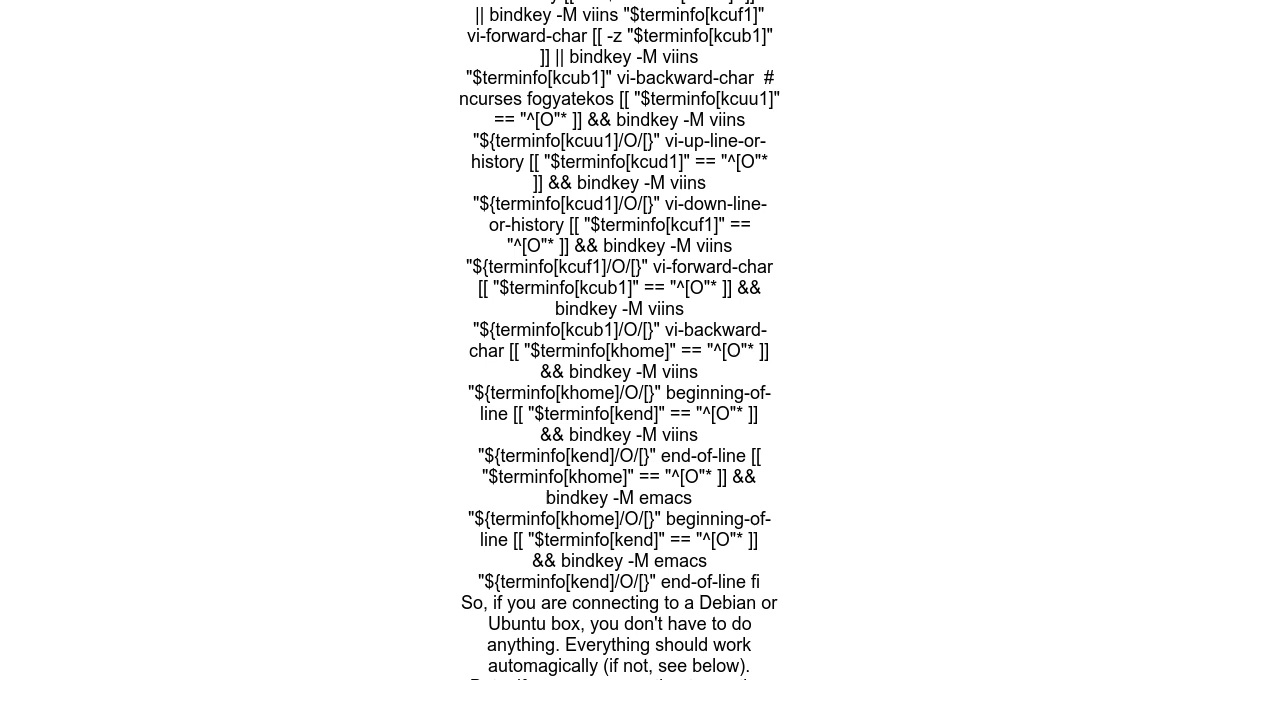 || bindkey -M viins "$terminfo[kcuf1]"
vi-forward-char [[ -z "$terminfo[kcub1]"
]] || bindkey -M viins
"$terminfo[kcub1]" vi-backward-char  #
ncurses fogyatekos [[ "$terminfo[kcuu1]"
== "^[O"* ]] && bindkey -M viins
"${terminfo[kcuu1]/O/[}" vi-up-line-or-
history [[ "$terminfo[kcud1]" == "^[O"*
]] && bindkey -M viins
"${terminfo[kcud1]/O/[}" vi-down-line-
or-history [[ "$terminfo[kcuf1]" ==
"^[O"* ]] && bindkey -M viins
"${terminfo[kcuf1]/O/[}" vi-forward-char
[[ "$terminfo[kcub1]" == "^[O"* ]] &&
bindkey -M viins
"${terminfo[kcub1]/O/[}" vi-backward-
char [[ "$terminfo[khome]" == "^[O"* ]]
&& bindkey -M viins
"${terminfo[khome]/O/[}" beginning-of-
line [[ "$terminfo[kend]" == "^[O"* ]]
&& bindkey -M viins
"${terminfo[kend]/O/[}" end-of-line [[
"$terminfo[khome]" == "^[O"* ]] &&
bindkey -M emacs
"${terminfo[khome]/O/[}" beginning-of-
line [[ "$terminfo[kend]" == "^[O"* ]]
&& bindkey -M emacs
"${terminfo[kend]/O/[}" end-of-line fi
So, if you are connecting to a Debian or
Ubuntu box, you don't have to do
anything. Everything should work
automagically (if not, see below).